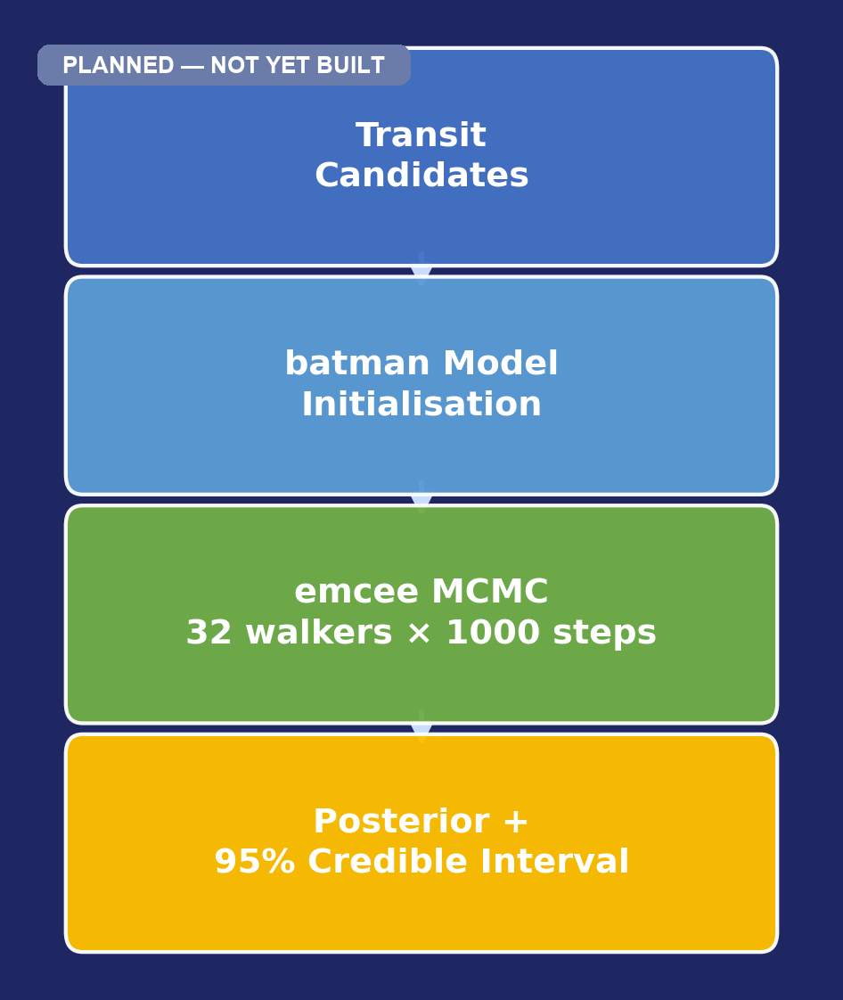 PLANNED — NOT YET BUILT
Transit
Candidates
batman Model
Initialisation
emcee MCMC
32 walkers × 1000 steps
Posterior +
95% Credible Interval